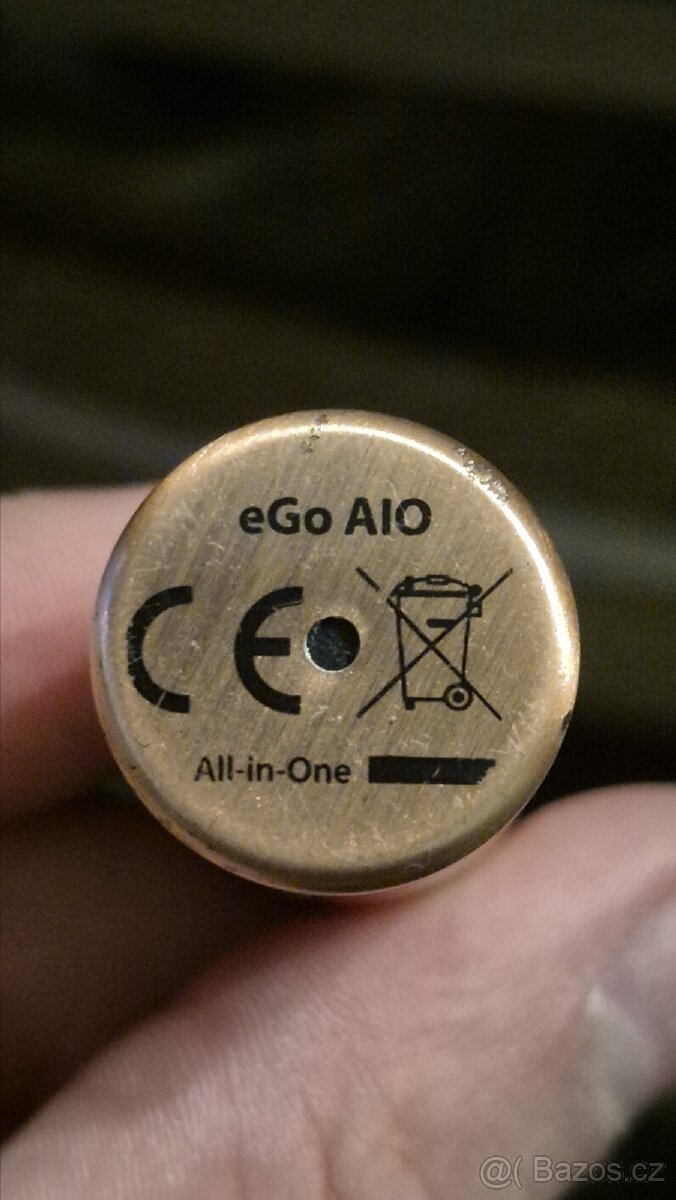 eGo AIO
CE
All-in-One
@( Bazos.cz